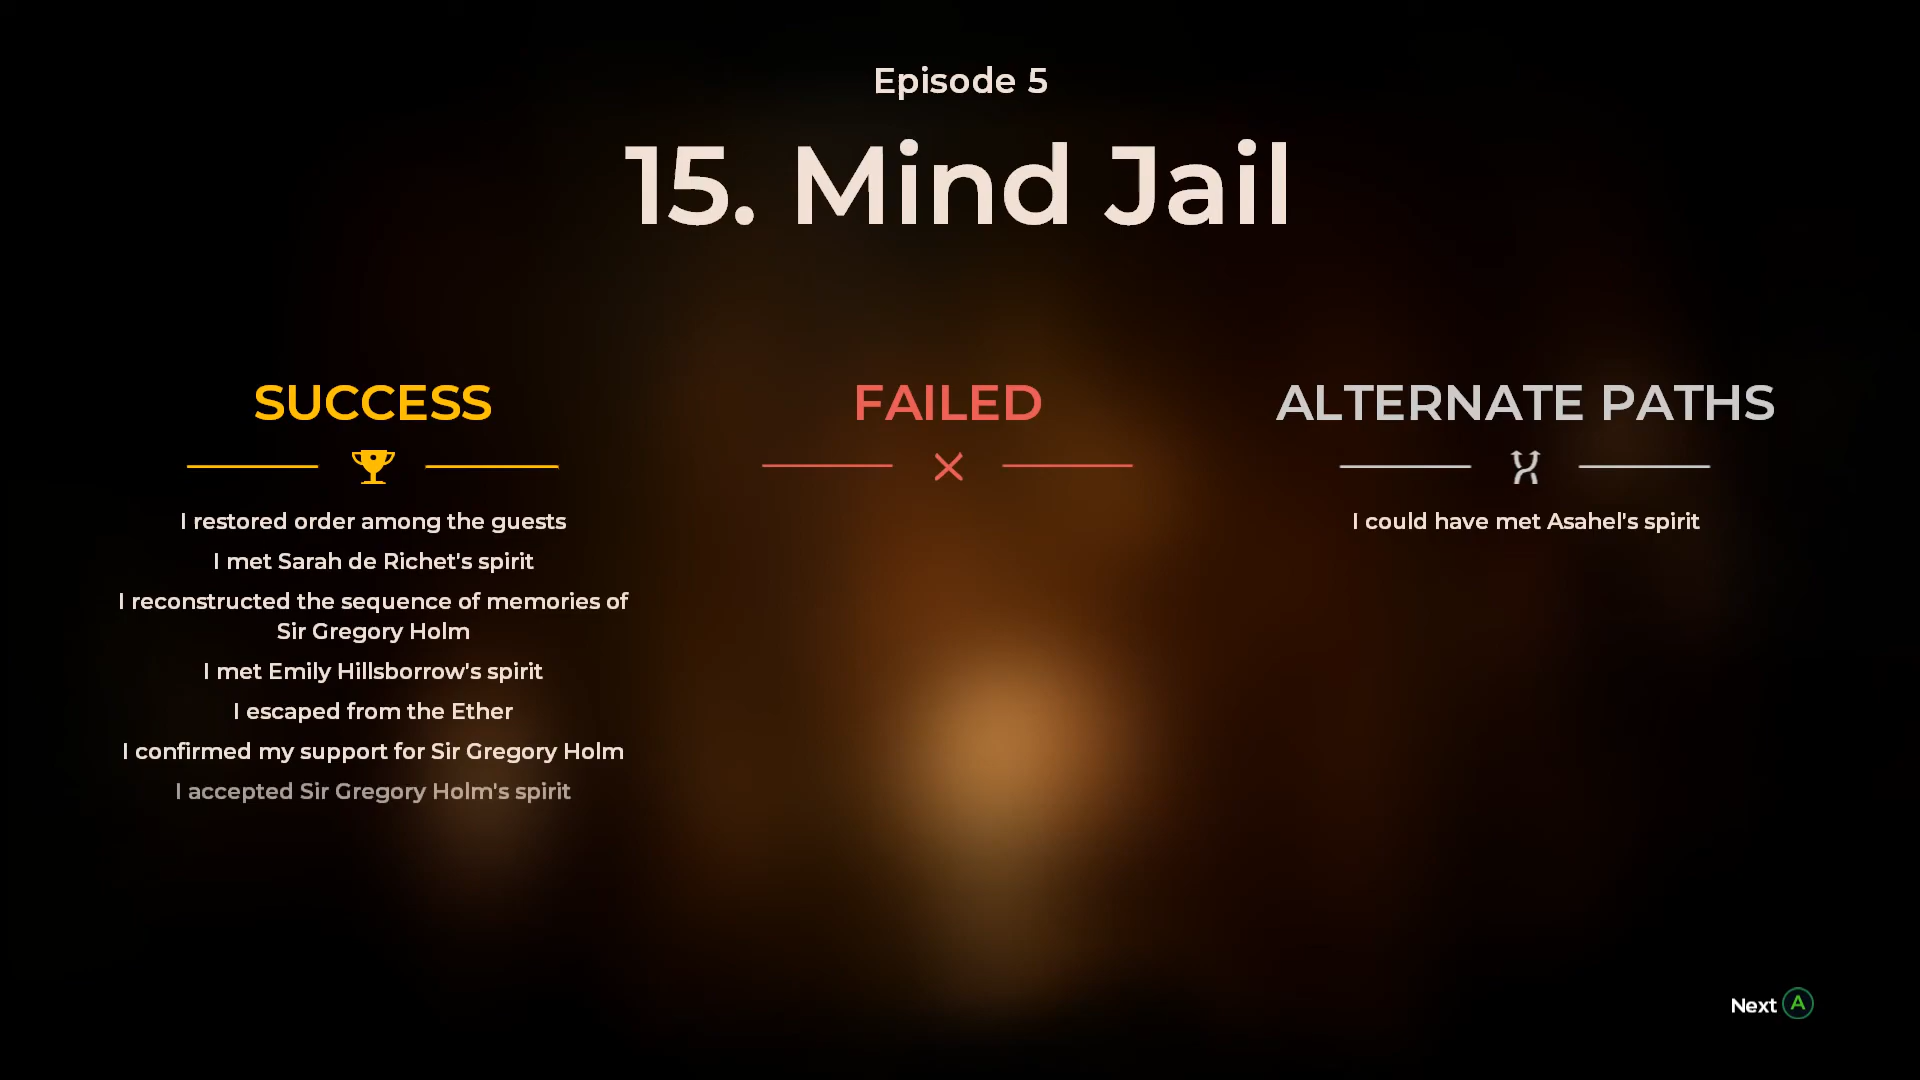 Episode 5
15. Mind Jail
SUCCESS
I restored order among the guests
I met Sarah de Richet's spirit
I reconstructed the sequence of memories of
Sir Gregory Holm
I met Emily Hillsborrow's spirit
I escaped from the Ether
I confirmed my support for Sir Gregory Holm
I accepted Sir Gregory Holm's spirit
FAILED
ALTERNATE PATHS
I could have met Asahel's spirit
Next A